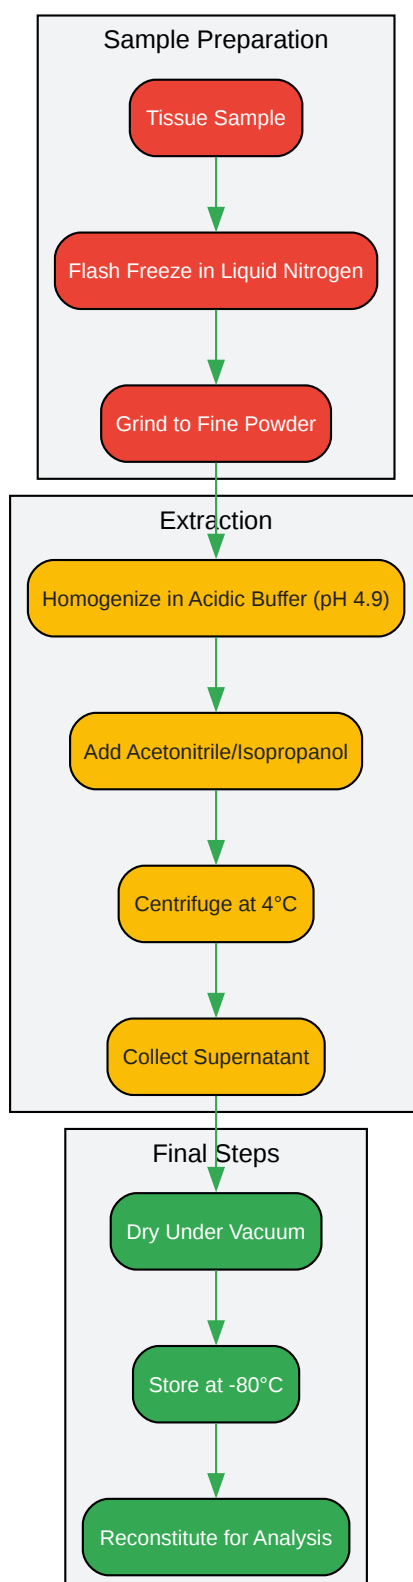 Sample Preparation
Tissue Sample
Flash Freeze in Liquid Nitrogen
Grind to Fine Powder
Extraction
Homogenize in Acidic Buffer (pH 4.9)
Add Acetonitrile/Isopropanol
Centrifuge at 4°C
Collect Supernatant
Final Steps
Dry Under Vacuum
Store at -80°C
Reconstitute for Analysis